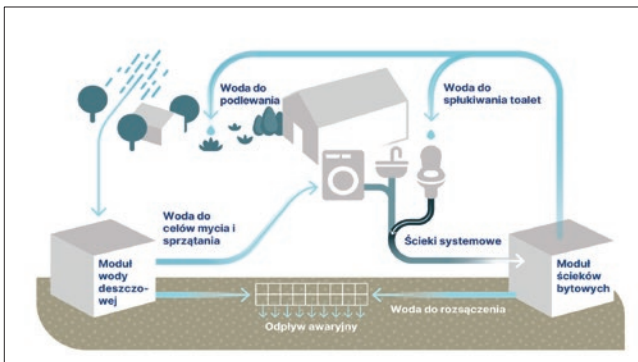 Woda do
podlewania
Woda do
spłukiwania toalet
Woda do
celów mycia i
sprzątania
Ścieki systemowe
Moduł
wody
deszczo-
wej
Moduł
ścieków
bytowych
Woda do rozsączenia
Odpływ awaryjny